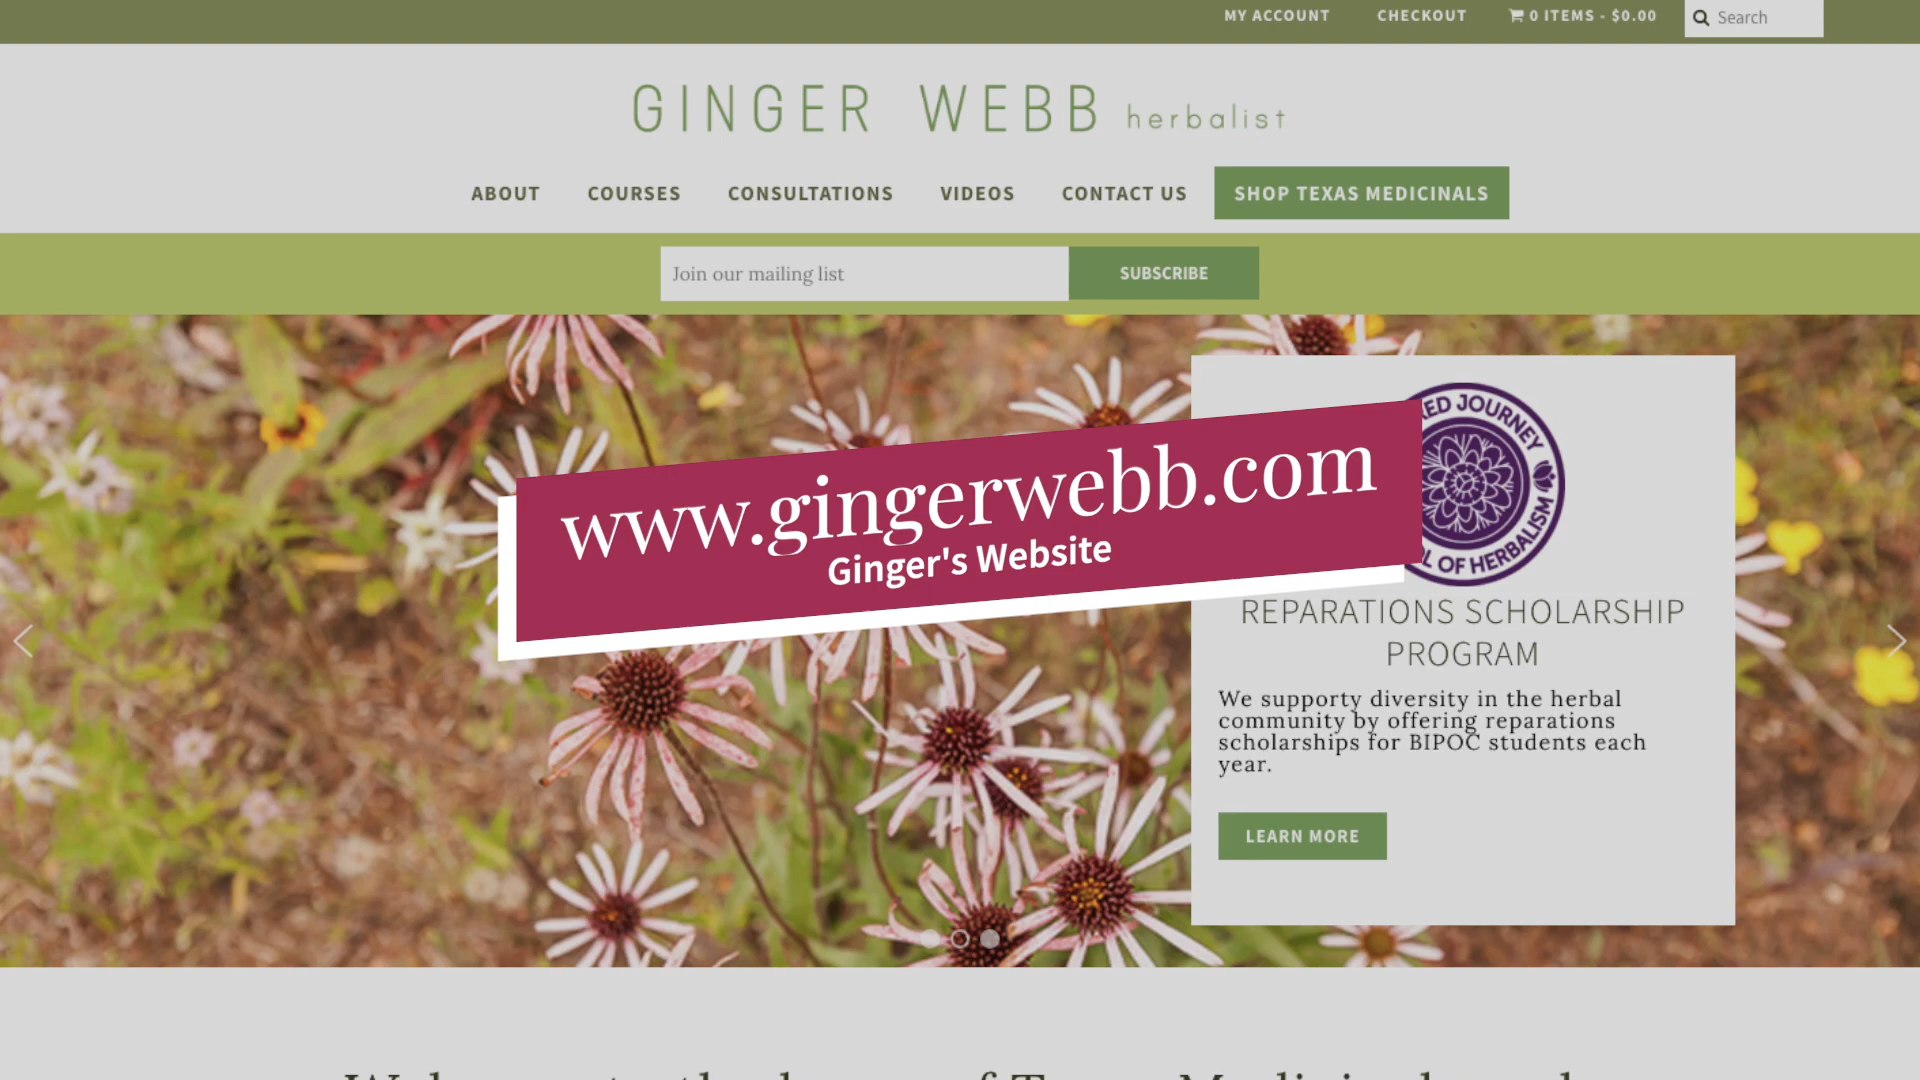 MY ACCOUNT
CHECKOUT
0 ITEMS - $0.00
Search
GINGER WEBB herbalist
ABOUT
COURSES
CONSULTATIONS
VIDEOS
CONTACT US
SHOP TEXAS MEDICINALS
Join our mailing list
SUBSCRIBE
www.gingerwebb.com
Ginger's Website
JOURNEY
OF HERBALISM
REPARATIONS SCHOLARSHIP
PROGRAM
We supporty diversity in the herbal
community by offering reparations
scholarships for BIPOC students each
year.
LEARN MORE